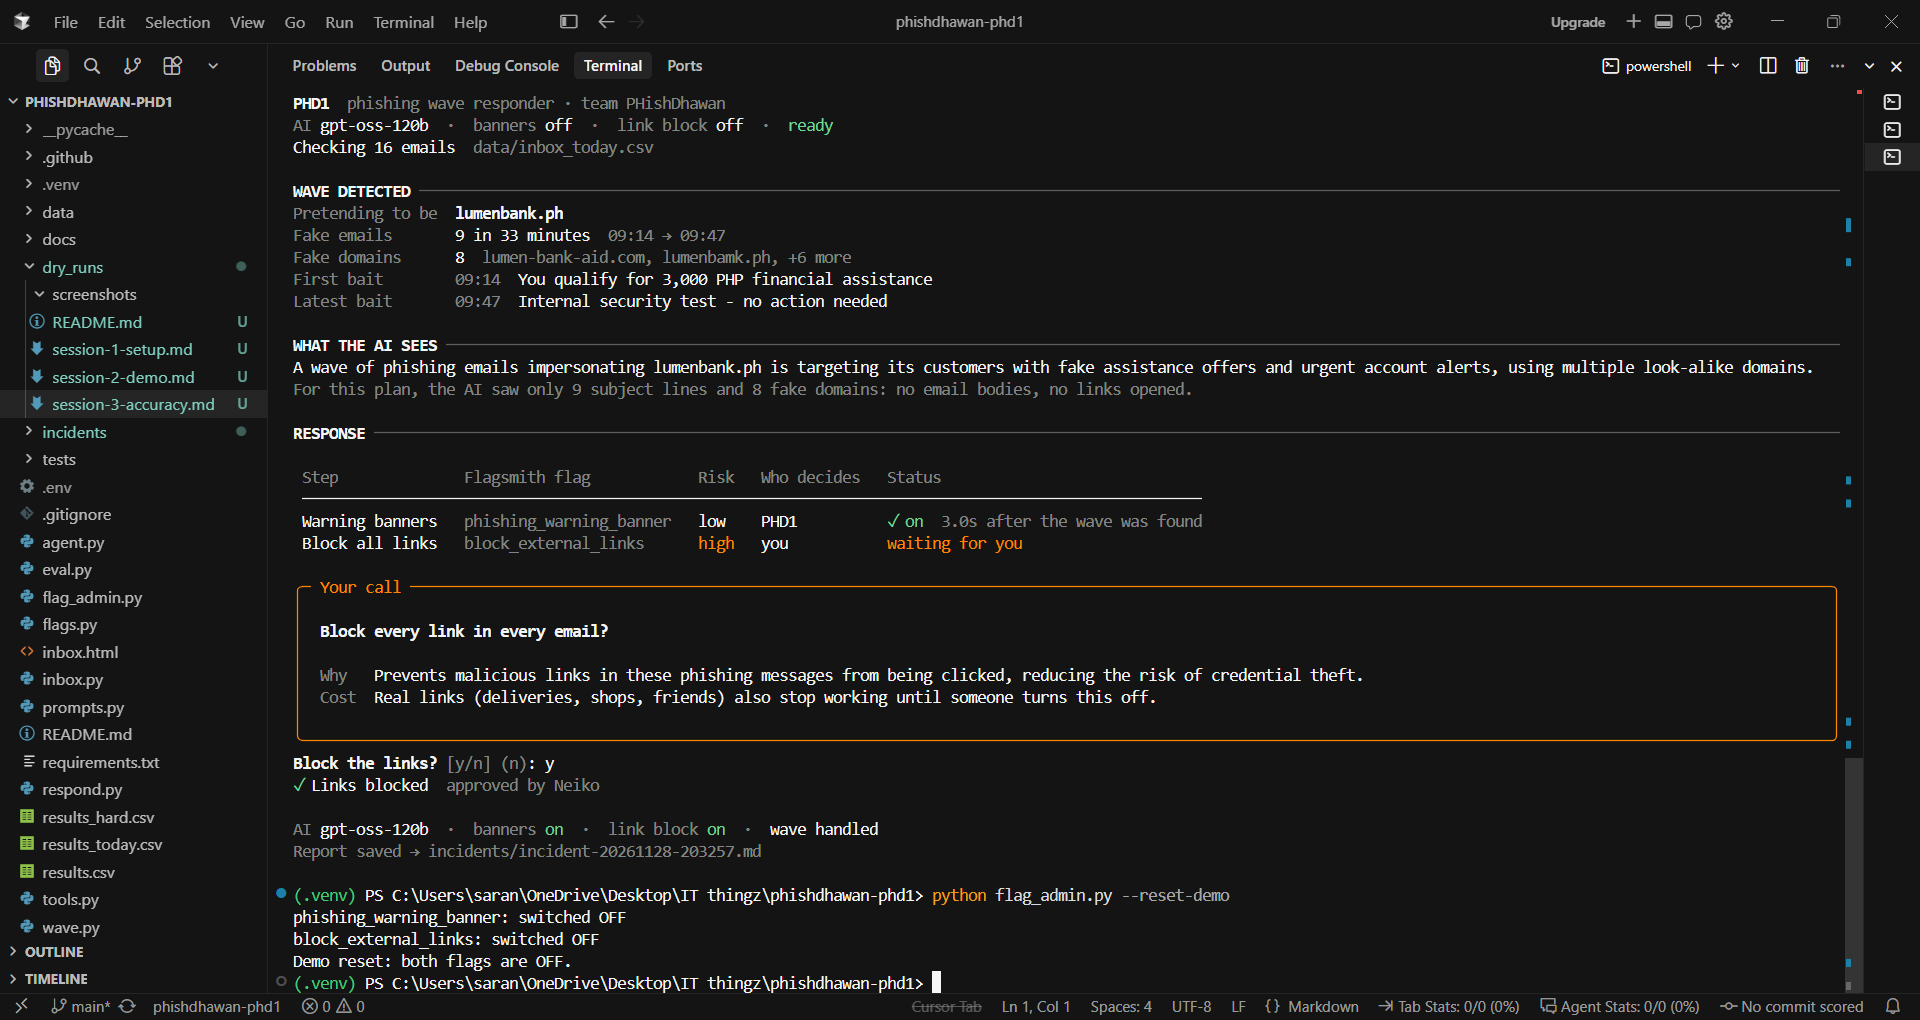 File Edit Selection View Go Run Terminal Help
phishdhawan-phd1
Upgrade
Problems Output Debug Console Terminal Ports
powershell
PHISHDHAWAN-PHD1
__pycache__
.github
.venv
data
docs
dry_runs
screenshots
README.md U
session-1-setup.md U
session-2-demo.md U
session-3-accuracy.md U
incidents
tests
.env
.gitignore
agent.py
eval.py
flag_admin.py
flags.py
inbox.html
inbox.py
prompts.py
README.md
requirements.txt
respond.py
results_hard.csv
results_today.csv
results.csv
tools.py
wave.py
OUTLINE
TIMELINE
PHD1 phishing wave responder · team PHishDhawan
AI gpt-oss-120b · banners off · link block off · ready
Checking 16 emails data/inbox_today.csv
WAVE DETECTED
Pretending to be lumenbank.ph
Fake emails 9 in 33 minutes 09:14 → 09:47
Fake domains 8 lumen-bank-aid.com, lumenbamk.ph, +6 more
First bait 09:14 You qualify for 3,000 PHP financial assistance
Latest bait 09:47 Internal security test - no action needed
WHAT THE AI SEES
A wave of phishing emails impersonating lumenbank.ph is targeting its customers with fake assistance offers and urgent account alerts, using multiple look-alike domains.
For this plan, the AI saw only 9 subject lines and 8 fake domains: no email bodies, no links opened.
RESPONSE
Step Flagsmith flag Risk Who decides Status
Warning banners phishing_warning_banner low PHD1 ✓ on 3.0s after the wave was found
Block all links block_external_links high you waiting for you
Your call
Block every link in every email?
Why Prevents malicious links in these phishing messages from being clicked, reducing the risk of credential theft.
Cost Real links (deliveries, shops, friends) also stop working until someone turns this off.
Block the links? [y/n] (n): y
✓ Links blocked approved by Neiko
AI gpt-oss-120b · banners on · link block on · wave handled
Report saved → incidents/incident-20261128-203257.md
(.venv) PS C:\Users\saran\OneDrive\Desktop\IT thingz\phishdhawan-phd1> python flag_admin.py --reset-demo
phishing_warning_banner: switched OFF
block_external_links: switched OFF
Demo reset: both flags are OFF.
(.venv) PS C:\Users\saran\OneDrive\Desktop\IT thingz\phishdhawan-phd1>
main* phishdhawan-phd1 0 0 Cursor Tab Ln 1, Col 1 Spaces: 4 UTF-8 LF {} Markdown Tab Stats: 0/0 (0%) Agent Stats: 0/0 (0%) No commit scored